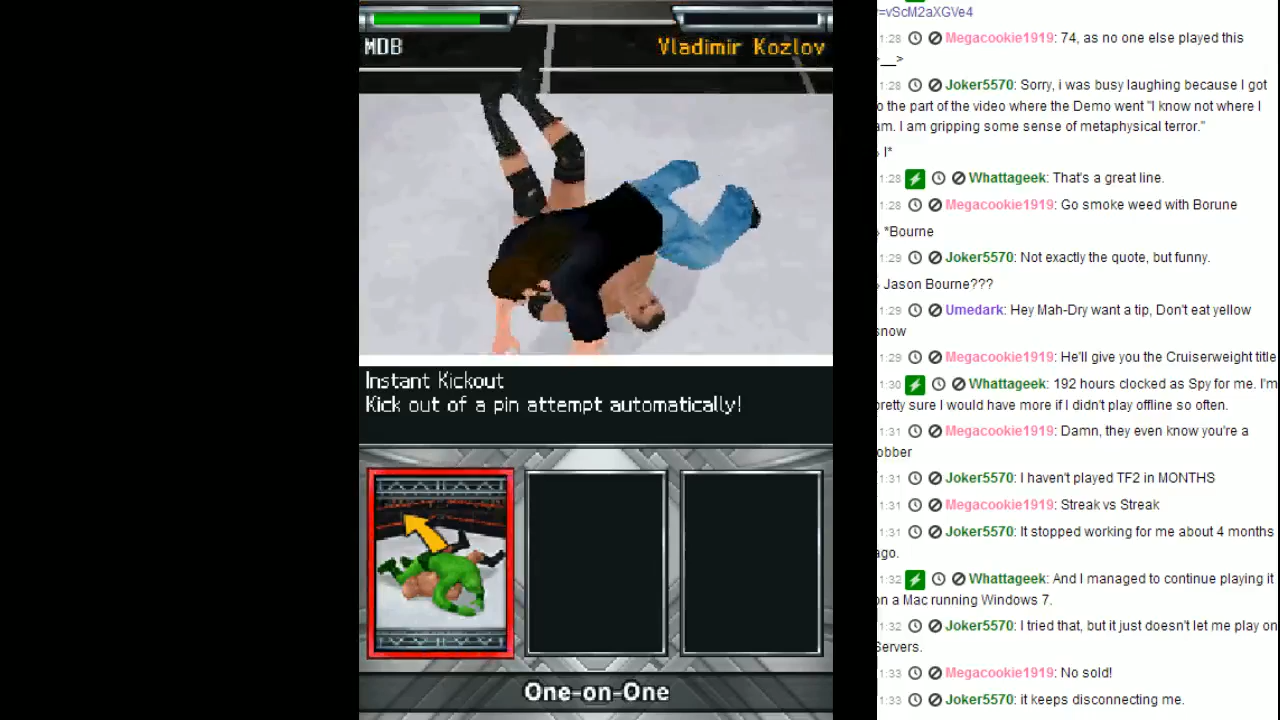 MDB
Vladimir Kozlov
Instant Kickout
Kick out of a pin attempt automatically!
One-on-One
=vScM2aXGVe4
1:28 Megacookie1919: 74, as no one else played this
>__>
1:28 Joker5570: Sorry, i was busy laughing because I got
o the part of the video where the Demo went "I know not where I
am. I am gripping some sense of metaphysical terror."
I*
1:28 Whattageek: That's a great line.
1:28 Megacookie1919: Go smoke weed with Borune
*Bourne
1:29 Joker5570: Not exactly the quote, but funny.
Jason Bourne???
1:29 Umedark: Hey Mah-Dry want a tip, Don't eat yellow
snow
1:29 Megacookie1919: He'll give you the Cruiserweight title
1:30 Whattageek: 192 hours clocked as Spy for me. I'm
pretty sure I would have more if I didn't play offline so often.
1:31 Megacookie1919: Damn, they even know you're a
obber
1:31 Joker5570: I haven't played TF2 in MONTHS
1:31 Megacookie1919: Streak vs Streak
1:31 Joker5570: It stopped working for me about 4 months
ago.
1:32 Whattageek: And I managed to continue playing it
on a Mac running Windows 7.
1:32 Joker5570: I tried that, but it just doesn't let me play on
Servers.
1:33 Megacookie1919: No sold!
1:33 Joker5570: it keeps disconnecting me.